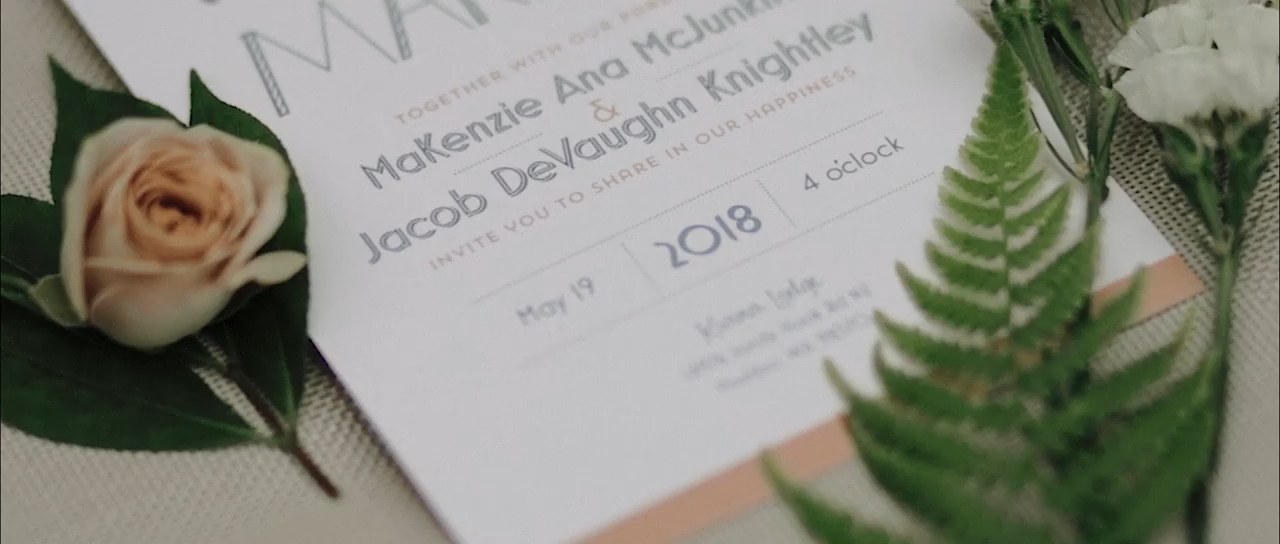 TOGETHER WITH OUR
MaKenzie Ana McJunkin
&
Jacob DeVaughn Knightley
INVITE YOU TO SHARE IN OUR HAPPINESS
May 19 2018 4 o'clock